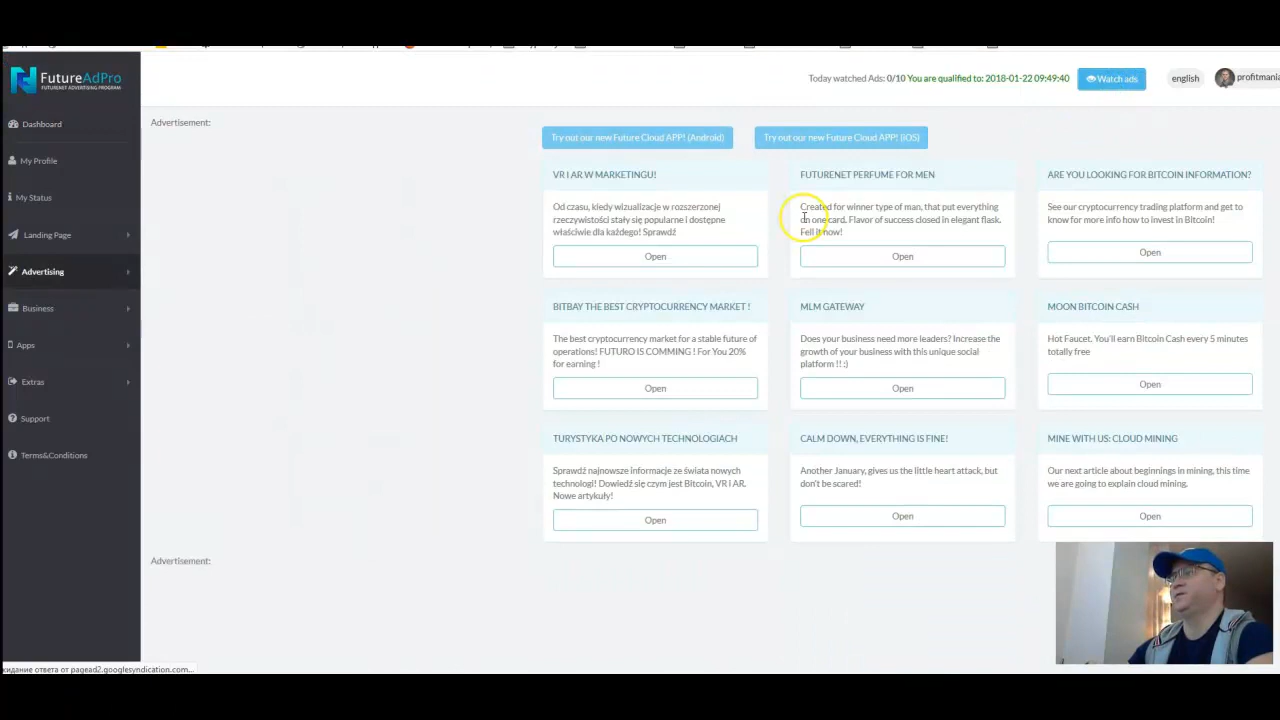 FutureAdPro
FUTURENET ADVERTISING PROGRAM
Today watched Ads: 0/10 You are qualified to: 2018-01-22 09:49:40
Watch ads
english
profitmania
Dashboard
My Profile
My Status
Landing Page
Advertising
Business
Apps
Extras
Support
Terms&Conditions
Advertisement:
Try out our new Future Cloud APP! (Android)
Try out our new Future Cloud APP! (iOS)
VR I AR W MARKETINGU!
Od czasu, kiedy wizualizacje w rozszerzonej
rzeczywistości stały się popularne i dostępne
właściwie dla każdego! Sprawdź
Open
FUTURENET PERFUME FOR MEN
Created for winner type of man, that put everything
on one card. Flavor of success closed in elegant flask.
Fell it now!
Open
ARE YOU LOOKING FOR BITCOIN INFORMATION?
See our cryptocurrency trading platform and get to
know for more info how to invest in Bitcoin!
Open
BITBAY THE BEST CRYPTOCURRENCY MARKET !
The best cryptocurrency market for a stable future of
operations! FUTURO IS COMMING ! For You 20%
for earning !
Open
MLM GATEWAY
Does your business need more leaders? Increase the
growth of your business with this unique social
platform !! :)
Open
MOON BITCOIN CASH
Hot Faucet. You'll earn Bitcoin Cash every 5 minutes
totally free
Open
TURYSTYKA PO NOWYCH TECHNOLOGIACH
Sprawdź najnowsze informacje ze świata nowych
technologi! Dowiedź się czym jest Bitcoin, VR i AR.
Nowe artykuły!
Open
CALM DOWN, EVERYTHING IS FINE!
Another January, gives us the little heart attack, but
don't be scared!
Open
MINE WITH US: CLOUD MINING
Our next article about beginnings in mining, this time
we are going to explain cloud mining.
Open
Advertisement:
жидание ответа от pagead2.googlesyndication.com...